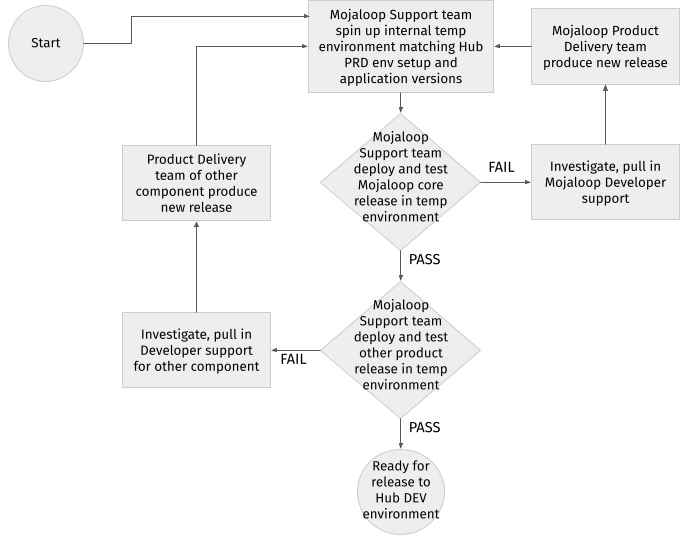 Start
Mojaloop Support team
spin up internal temp
environment matching Hub
PRD env setup and
application versions
Mojaloop Product
Delivery team
produce new release
Mojaloop
Support team
deploy and test
Mojaloop core
release in temp
environment
FAIL
Investigate, pull in
Mojaloop Developer
support
Product Delivery
team of other
component produce
new release
PASS
Mojaloop
Support team
deploy and test
other product
release in temp
environment
FAIL
Investigate, pull in
Developer support
for other component
PASS
Ready for
release to
Hub DEV
environment